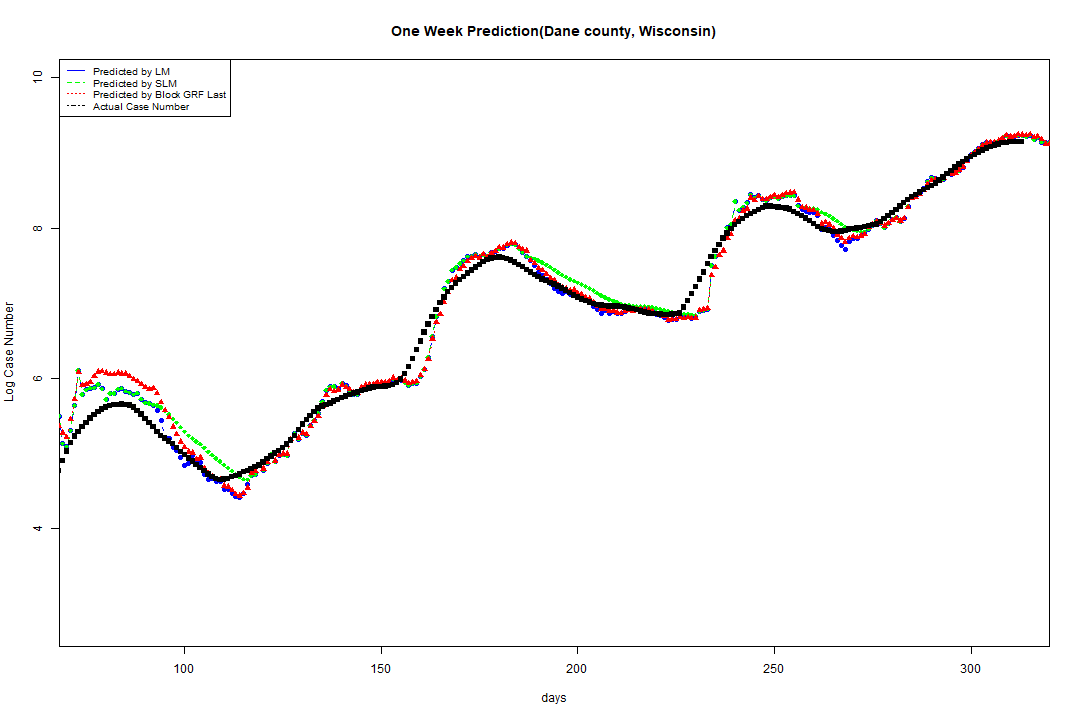 One Week Prediction(Dane county, Wisconsin)
Predicted by LM
Predicted by SLM
Predicted by Block GRF Last
Actual Case Number
10
8
6
4
Log Case Number
100
150
200
250
300
days